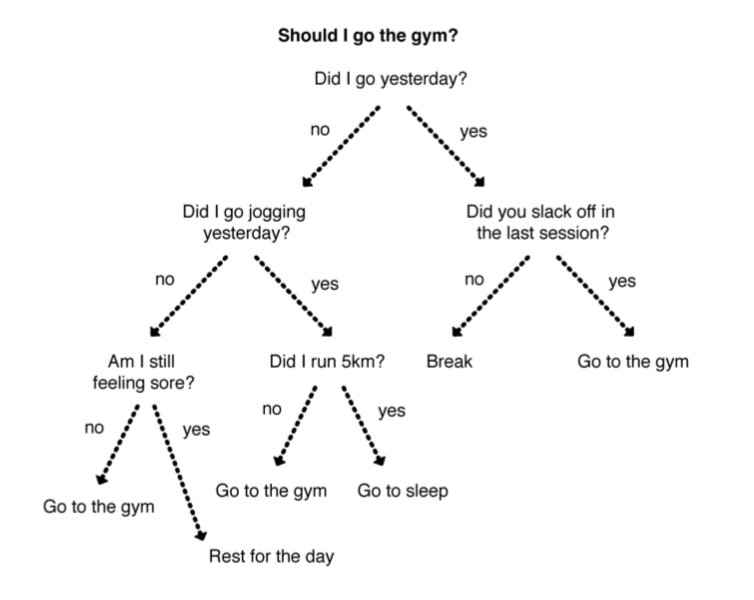 Should I go the gym?
Did I go yesterday?
no
yes
Did I go jogging
yesterday?
Did you slack off in
the last session?
no
yes
no
yes
Am I still
feeling sore?
Did I run 5km?
Break
Go to the gym
no
yes
no
yes
Go to the gym
Go to the gym
Go to sleep
Rest for the day